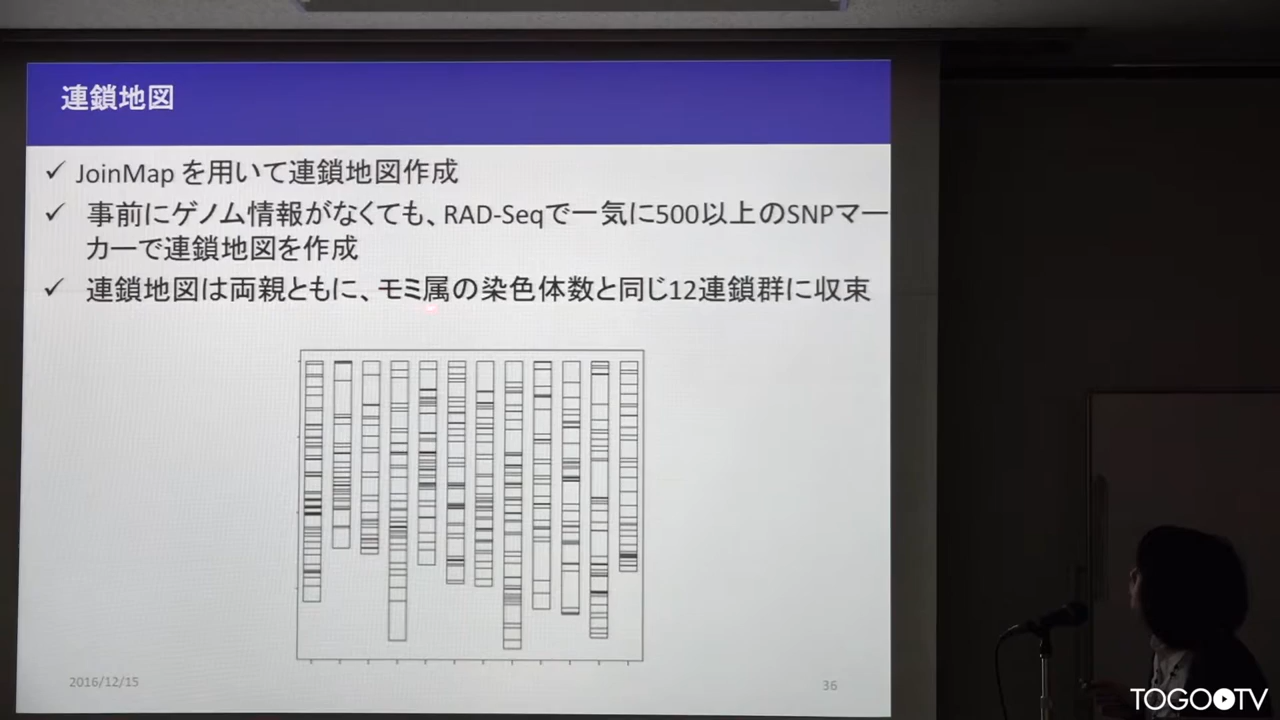 連鎖地図
✓ JoinMap を用いて連鎖地図作成
✓ 事前にゲノム情報がなくても、RAD-Seqで一気に500以上のSNPマー
カーで連鎖地図を作成
✓ 連鎖地図は両親ともに、モミ属の染色体数と同じ12連鎖群に収束
2016/12/15
36
TOGOTV